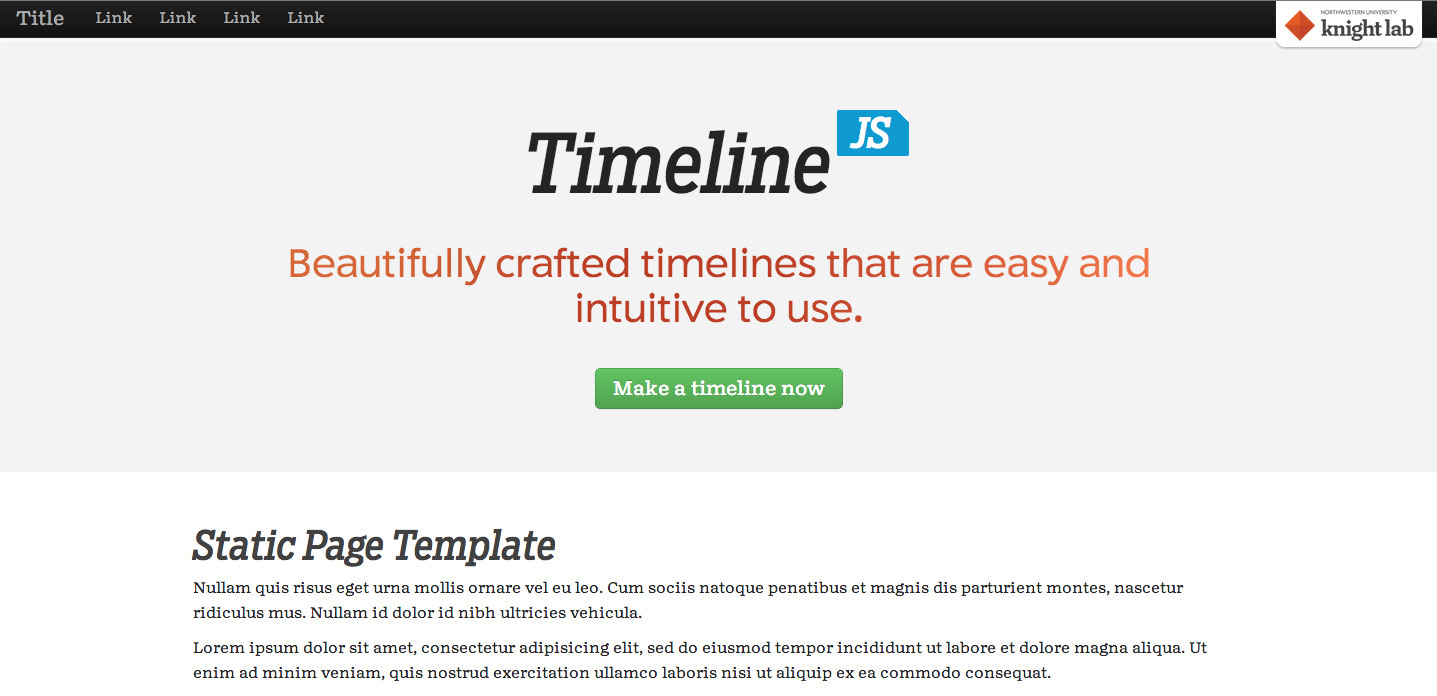 Title Link Link Link Link
NORTHWESTERN UNIVERSITY
knight lab
Timeline JS
Beautifully crafted timelines that are easy and
intuitive to use.
Make a timeline now
Static Page Template
Nullam quis risus eget urna mollis ornare vel eu leo. Cum sociis natoque penatibus et magnis dis parturient montes, nascetur
ridiculus mus. Nullam id dolor id nibh ultricies vehicula.
Lorem ipsum dolor sit amet, consectetur adipisicing elit, sed do eiusmod tempor incididunt ut labore et dolore magna aliqua. Ut
enim ad minim veniam, quis nostrud exercitation ullamco laboris nisi ut aliquip ex ea commodo consequat.